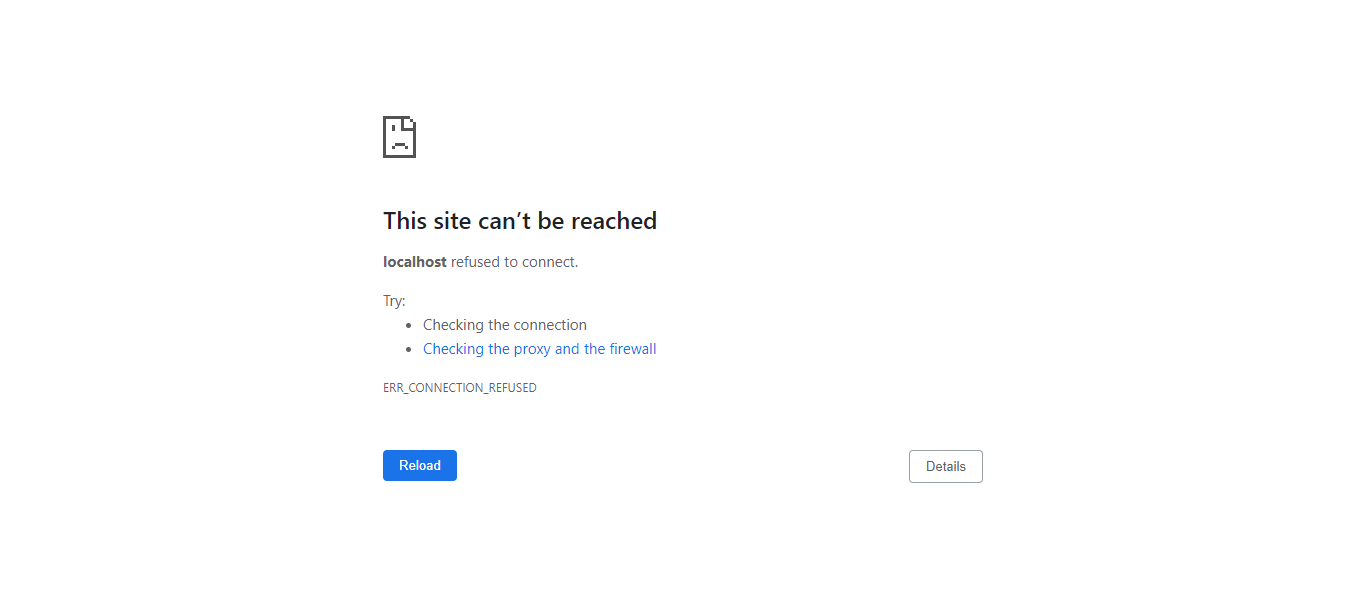 This site can’t be reached
localhost refused to connect.
Try:
Checking the connection
Checking the proxy and the firewall
ERR_CONNECTION_REFUSED
Reload
Details